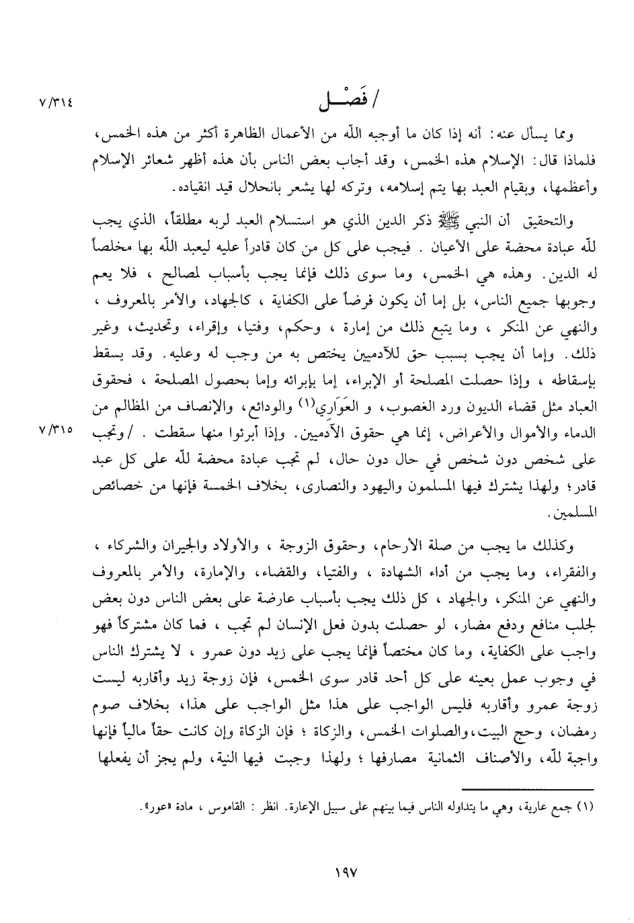 ٧/٣١٤
/ فَصْــل
ومما يسأل عنه: أنه إذا كان ما أوجبه الله من الأعمال الظاهرة أكثر من هذه الخمس،
فلماذا قال: الإسلام هذه الخمس، وقد أجاب بعض الناس بأن هذه أظهر شعائر الإسلام
وأعظمها، وبقيام العبد بها يتم إسلامه، وتركه لها يشعر بانحلال قيد انقياده.
والتحقيق أن النبي ﷺ ذكر الدين الذي هو استسلام العبد لربه مطلقاً، الذي يجب
لله عبادة محضة على الأعيان . فيجب على كل من كان قادراً عليه ليعبد الله بها مخلصاً
له الدين. وهذه هي الخمس، وما سوى ذلك فإنما يجب بأسباب لمصالح ، فلا يعم
وجوبها جميع الناس، بل إما أن يكون فرضاً على الكفاية ، كالجهاد، والأمر بالمعروف ،
والنهي عن المنكر ، وما يتبع ذلك من إمارة ، وحكم، وفتيا، وإقراء، وتحديث، وغير
ذلك. وإما أن يجب بسبب حق للآدميين يختص به من وجب له وعليه. وقد يسقط
بإسقاطه ، وإذا حصلت المصلحة أو الإبراء، إما بإبرائه وإما بحصول المصلحة ، فحقوق
العباد مثل قضاء الديون ورد الغصوب، و العَوَاري(١) والودائع، والإنصاف من المظالم من
الدماء والأموال والأعراض، إنما هي حقوق الآدميين. وإذا أبرئوا منها سقطت . /وتجب
٧/٣١٥
على شخص دون شخص في حال دون حال، لم تجب عبادة محضة لله على كل عبد
قادر؛ ولهذا يشترك فيها المسلمون واليهود والنصارى، بخلاف الخمسة فإنها من خصائص
المسلمين.
وكذلك ما يجب من صلة الأرحام، وحقوق الزوجة ، والأولاد والجيران والشركاء ،
والفقراء، وما يجب من أداء الشهادة ، والفتيا، والقضاء، والإمارة، والأمر بالمعروف
والنهي عن المنكر، والجهاد ، كل ذلك يجب بأسباب عارضة على بعض الناس دون بعض
لجلب منافع ودفع مضار، لو حصلت بدون فعل الإنسان لم تجب ، فما كان مشتركاً فهو
واجب على الكفاية، وما كان مختصاً فإنما يجب على زيد دون عمرو ، لا يشترك الناس
في وجوب عمل بعينه على كل أحد قادر سوى الخمس، فإن زوجة زيد وأقاربه ليست
زوجة عمرو وأقاربه فليس الواجب على هذا مثل الواجب على هذا، بخلاف صوم
رمضان، وحج البيت،والصلوات الخمس، والزكاة ؛ فإن الزكاة وإن كانت حقاً مالياً فإنها
واجبة لله، والأصناف الثمانية مصارفها ؛ ولهذا وجبت فيها النية، ولم يجز أن يفعلها
(١) جمع عارية، وهي ما يتداوله الناس فيما بينهم على سبيل الإعارة. انظر : القاموس ، مادة «عور».
١٩٧